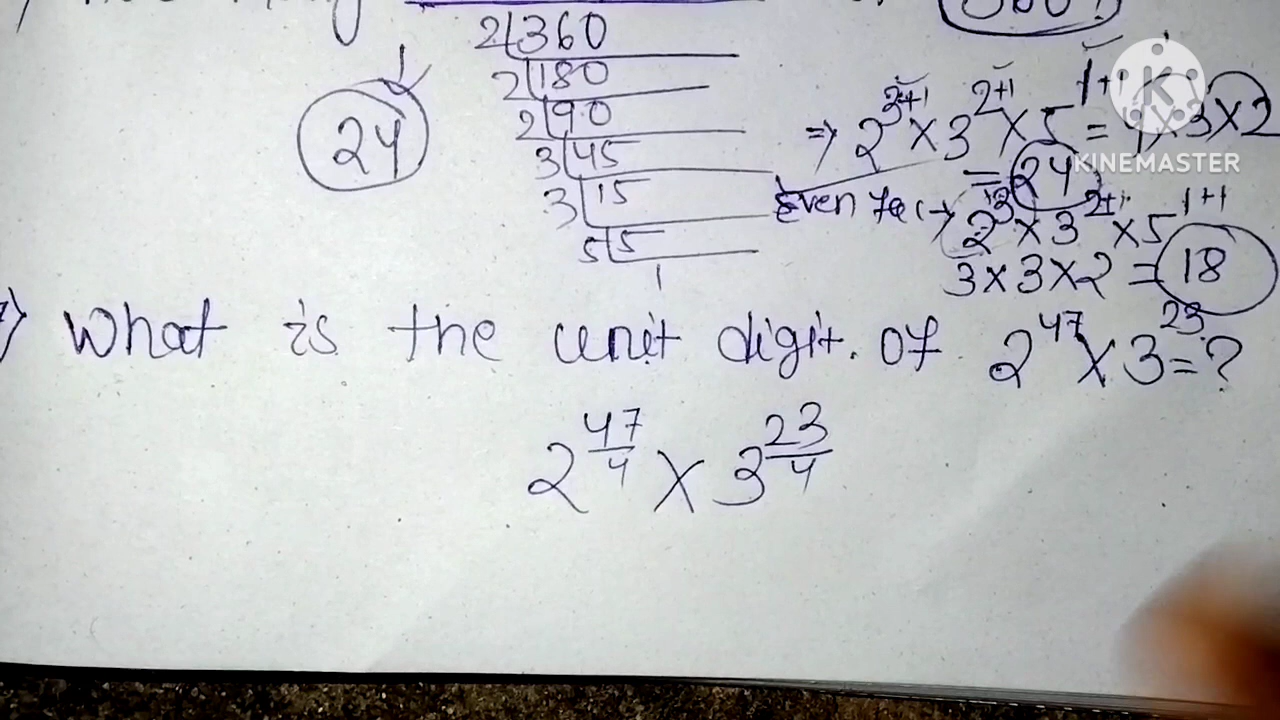 2 | 360
2 | 180
2 | 90
3 | 45
3 | 15
5 | 5
1
24
=> 2^3+1 × 3^2+1 × 5^1+1 = 4 × 3 × 2
= 24
KINEMASTER
Even → 2^3 × 3^2+1 × 5^1+1
3 × 3 × 2 = 18
What is the unit digit. of 2^47 × 3^23 = ?
2^47/4 × 3^23/4